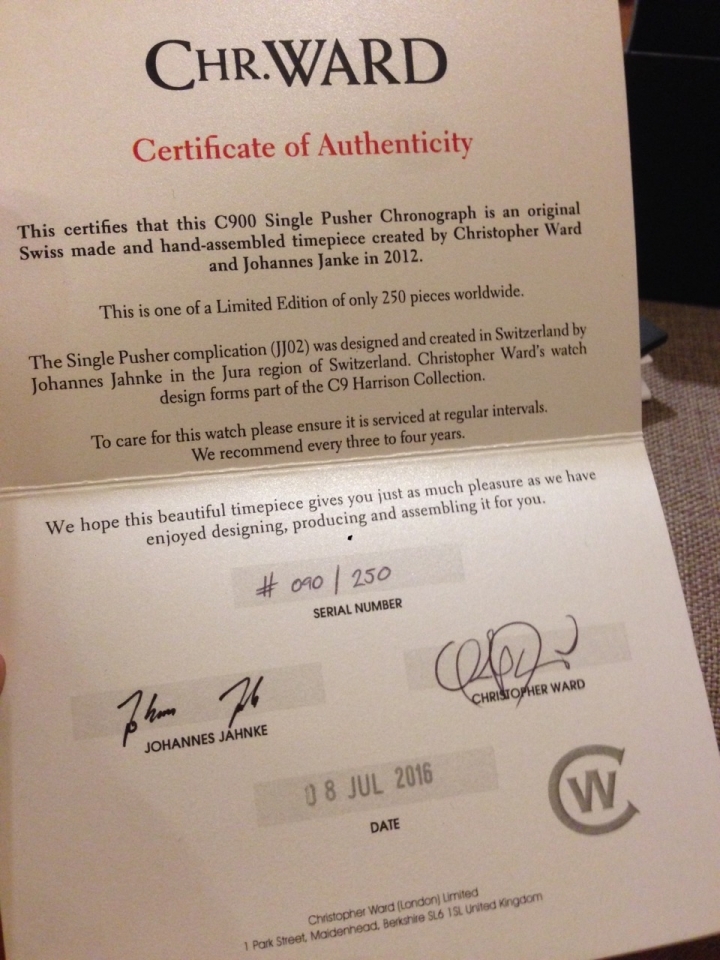 CHR.WARD
Certificate of Authenticity
This certifies that this C900 Single Pusher Chronograph is an original
Swiss made and hand-assembled timepiece created by Christopher Ward
and Johannes Janke in 2012.
This is one of a Limited Edition of only 250 pieces worldwide.
The Single Pusher complication (JJ02) was designed and created in Switzerland by
Johannes Jahnke in the Jura region of Switzerland. Christopher Ward's watch
design forms part of the C9 Harrison Collection.
To care for this watch please ensure it is serviced at regular intervals.
We recommend every three to four years.
We hope this beautiful timepiece gives you just as much pleasure as we have
enjoyed designing, producing and assembling it for you.
# 090 / 250
SERIAL NUMBER
JOHANNES JAHNKE
CHRISTOPHER WARD
08 JUL 2016
DATE
CW
Christopher Ward (London) Limited
1 Park Street, Maidenhead, Berkshire SL6 1SL United Kingdom